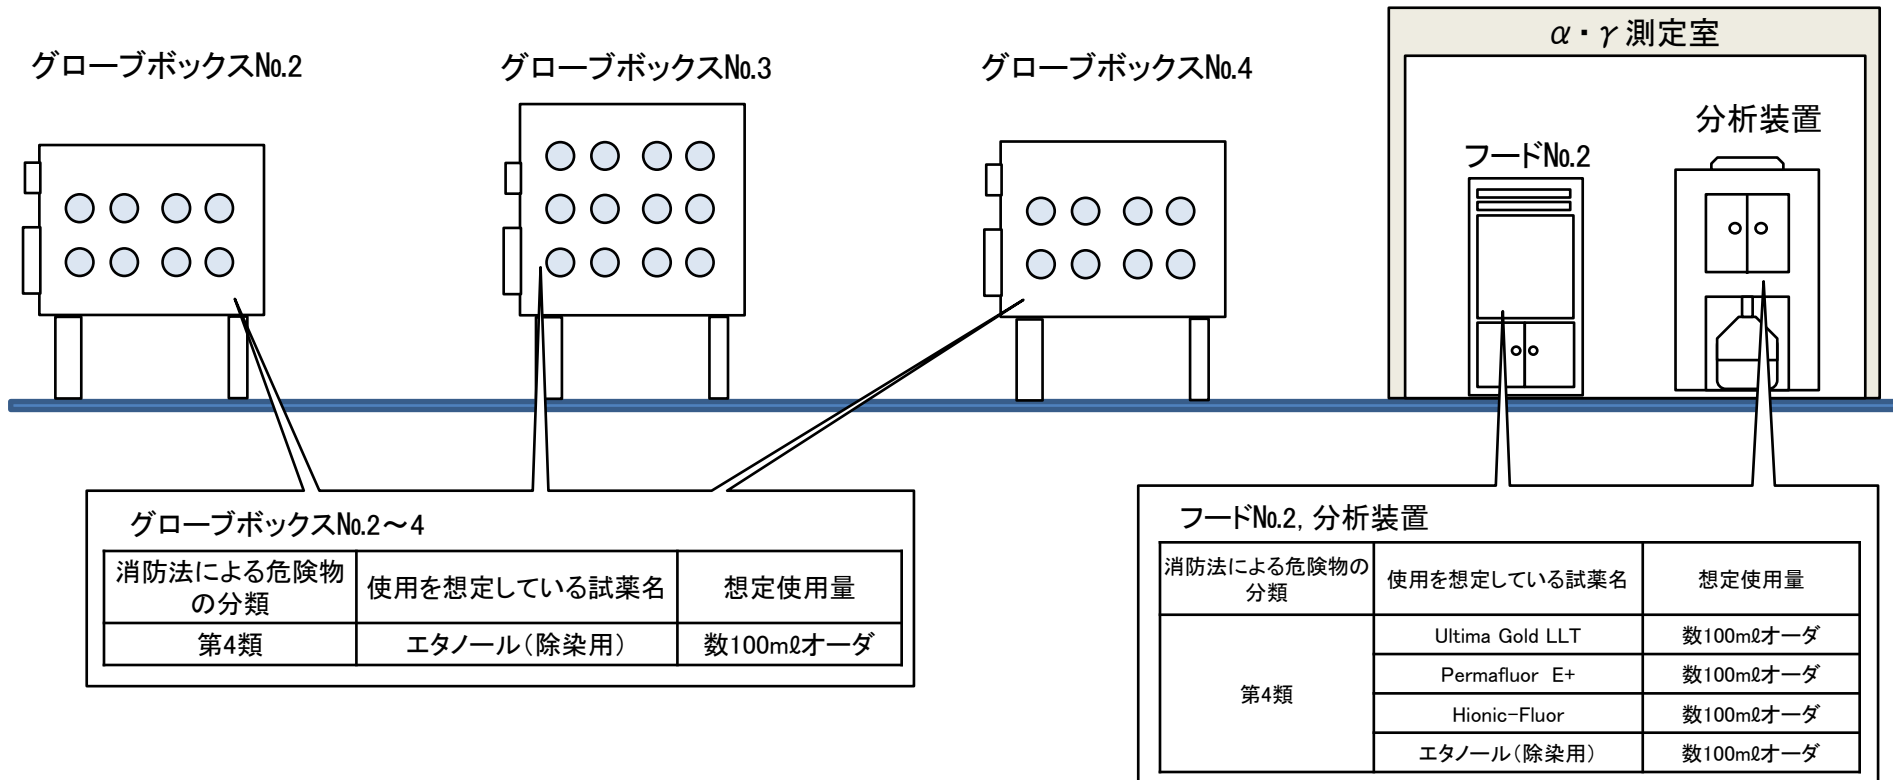 グローブボックス№2
グローブボックス№3
グローブボックス№4
α・γ測定室
フード№2
分析装置
グローブボックス№2～4
消防法による危険物
の分類
使用を想定している試薬名
想定使用量
第4類
エタノール（除染用）
数100mℓオーダ
フード№2, 分析装置
消防法による危険物の
分類
使用を想定している試薬名
想定使用量
第4類
Ultima Gold LLT
数100mℓオーダ
Permafluor E+
数100mℓオーダ
Hionic-Fluor
数100mℓオーダ
エタノール（除染用）
数100mℓオーダ